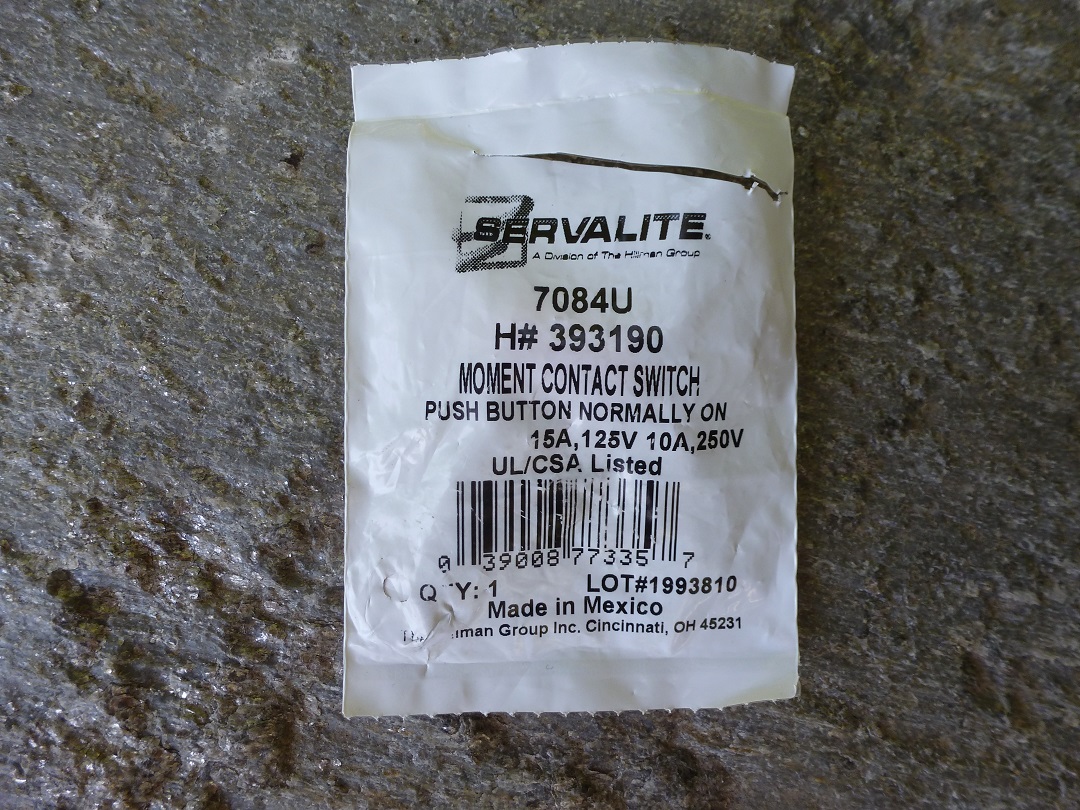 SERVALITE
A Division of The Hillman Group
7084U
H# 393190
MOMENT CONTACT SWITCH
PUSH BUTTON NORMALLY ON
15A,125V 10A,250V
UL/CSA Listed
0 39008 77335 7
QTY: 1 LOT#1993810
Made in Mexico
Group Inc. Cincinnati, OH 45231